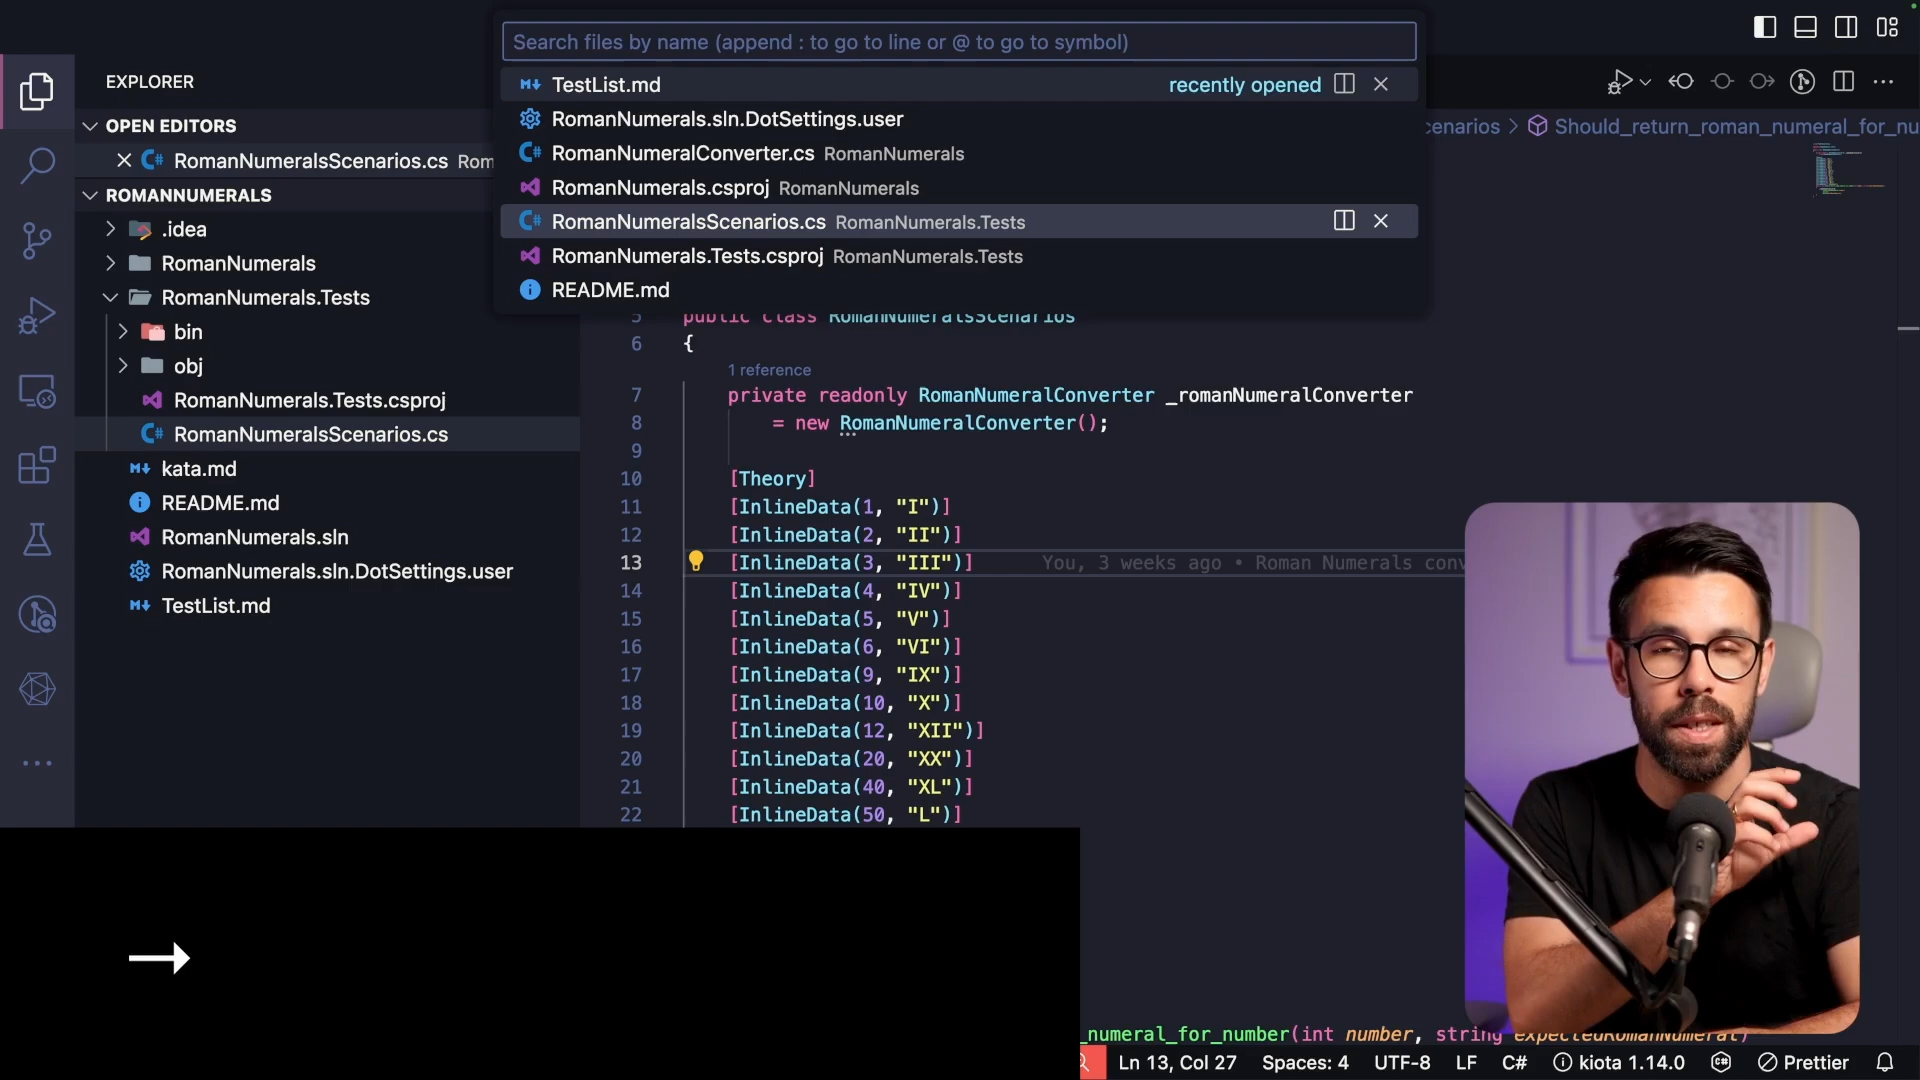 Search files by name (append : to go to line or @ to go to symbol)
TestList.md recently opened
RomanNumerals.sln.DotSettings.user
RomanNumeralConverter.cs RomanNumerals
RomanNumerals.csproj RomanNumerals
RomanNumeralsScenarios.cs RomanNumerals.Tests
RomanNumerals.Tests.csproj RomanNumerals.Tests
README.md
EXPLORER
OPEN EDITORS
RomanNumeralsScenarios.cs Rom
ROMANNUMERALS
.idea
RomanNumerals
RomanNumerals.Tests
bin
obj
RomanNumerals.Tests.csproj
RomanNumeralsScenarios.cs
kata.md
README.md
RomanNumerals.sln
RomanNumerals.sln.DotSettings.user
TestList.md
cenarios > Should_return_roman_numeral_for_nu
5 public class RomanNumeralsScenarios
6 {
1 reference
7 private readonly RomanNumeralConverter _romanNumeralConverter
8 = new RomanNumeralConverter();
9
10 [Theory]
11 [InlineData(1, "I")]
12 [InlineData(2, "II")]
13 [InlineData(3, "III")] You, 3 weeks ago • Roman Numerals conv
14 [InlineData(4, "IV")]
15 [InlineData(5, "V")]
16 [InlineData(6, "VI")]
17 [InlineData(9, "IX")]
18 [InlineData(10, "X")]
19 [InlineData(12, "XII")]
20 [InlineData(20, "XX")]
21 [InlineData(40, "XL")]
22 [InlineData(50, "L")]
_numeral_for_number(int number, string expectedRomanNumeral)
Ln 13, Col 27 Spaces: 4 UTF-8 LF C# kiota 1.14.0 Prettier